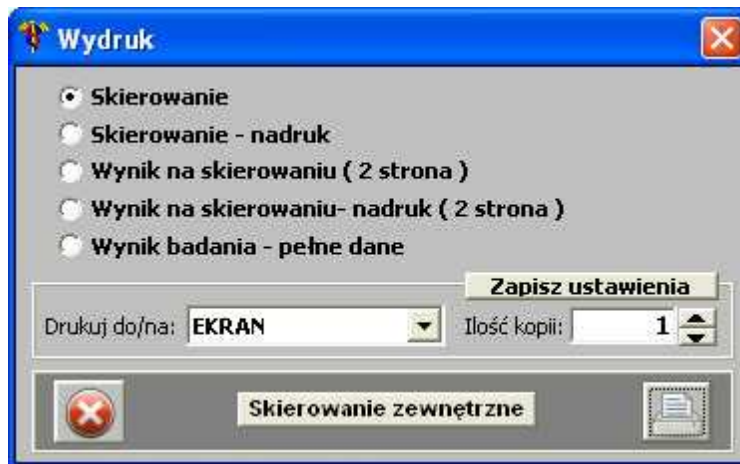 Wydruk
Skierowanie
Skierowanie - nadruk
Wynik na skierowaniu ( 2 strona )
Wynik na skierowaniu- nadruk ( 2 strona )
Wynik badania - pełne dane
Zapisz ustawienia
Drukuj do/na: EKRAN Ilość kopii: 1
Skierowanie zewnętrzne